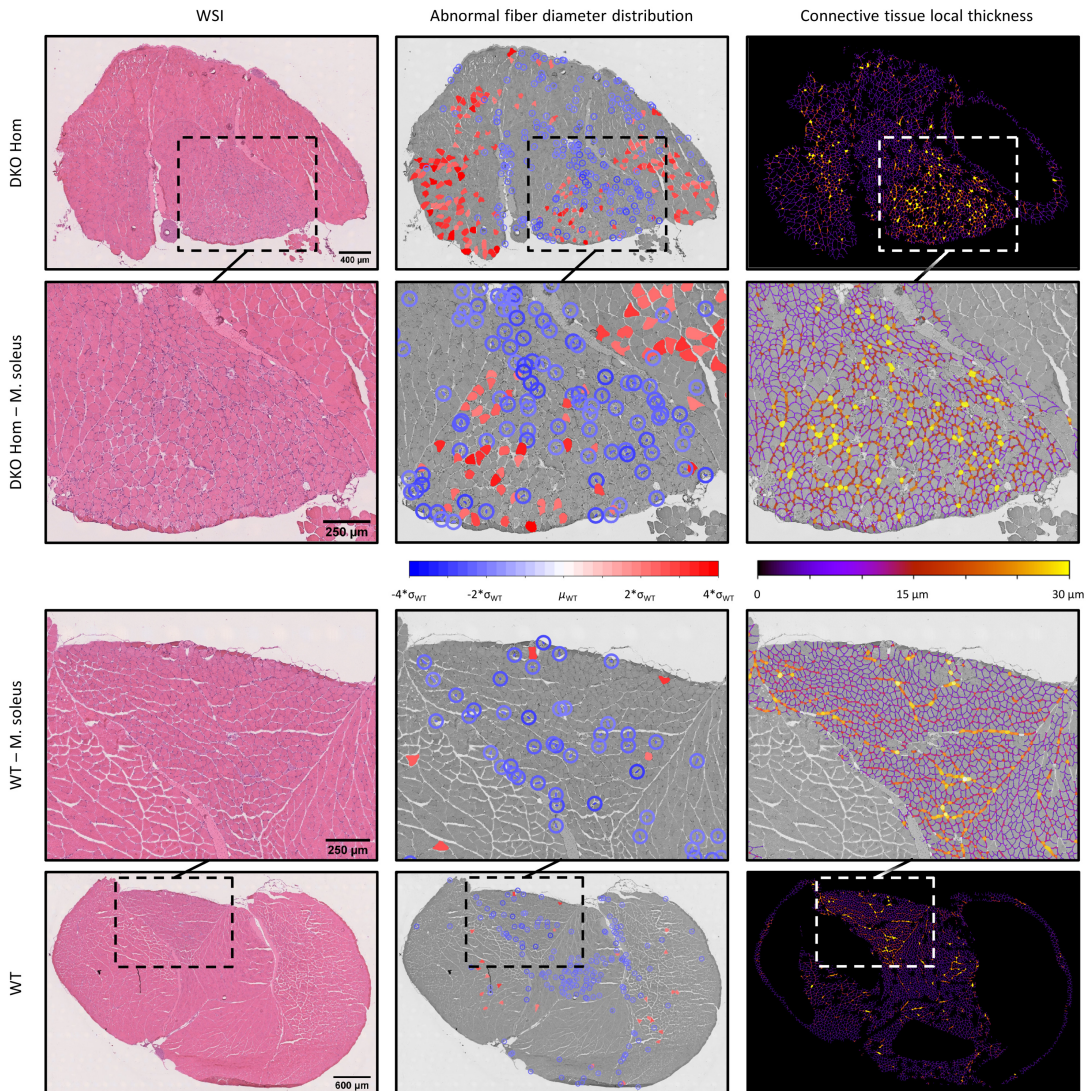 WSI
Abnormal fiber diameter distribution
Connective tissue local thickness
DKO Hom
400 µm
DKO Hom – M. soleus
250 µm
-4*σWT
-2*σWT
μWT
2*σWT
4*σWT
0
15 µm
30 µm
WT – M. soleus
250 µm
WT
600 µm